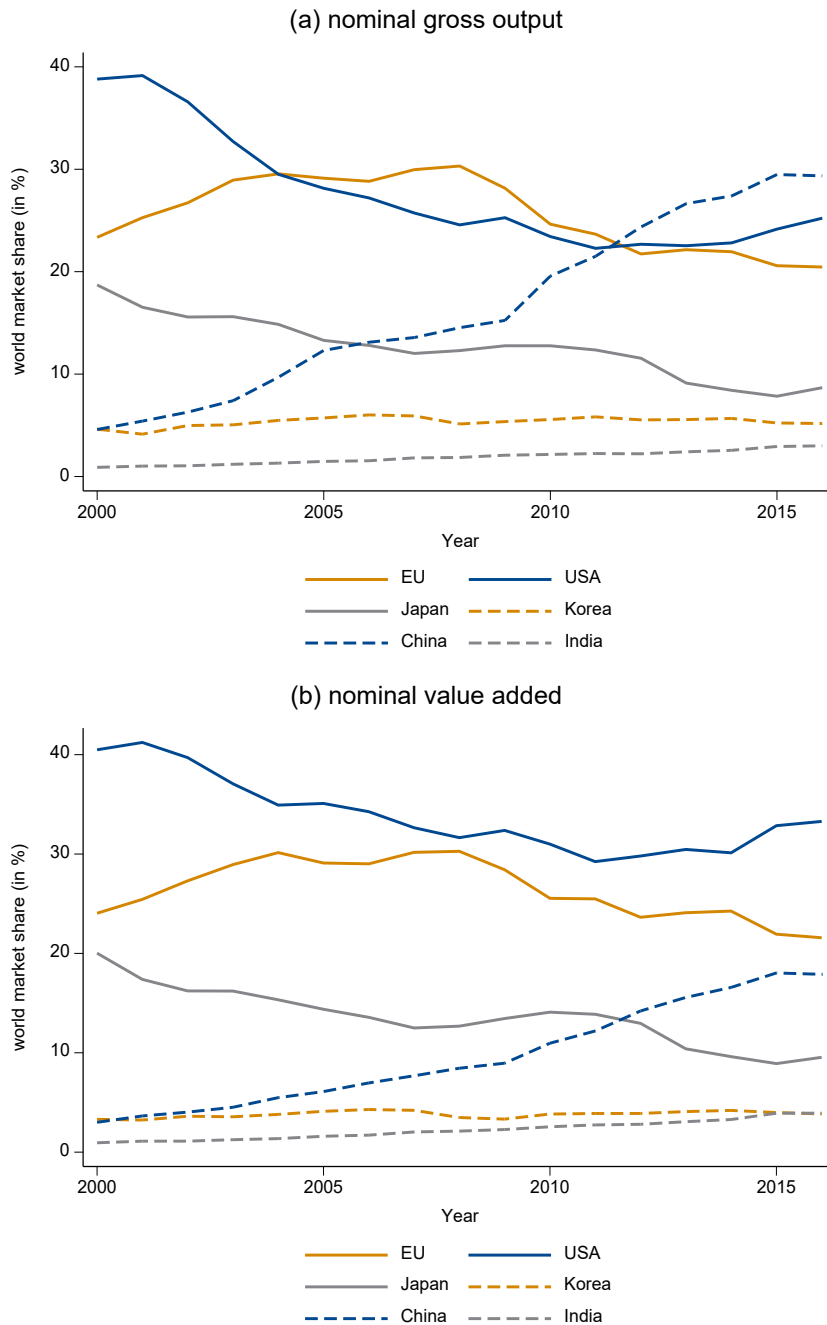 (a) nominal gross output
world market share (in %)
40
30
20
10
0
2000 2005 2010 2015
Year
EU USA
Japan Korea
China India
(b) nominal value added
world market share (in %)
40
30
20
10
0
2000 2005 2010 2015
Year
EU USA
Japan Korea
China India